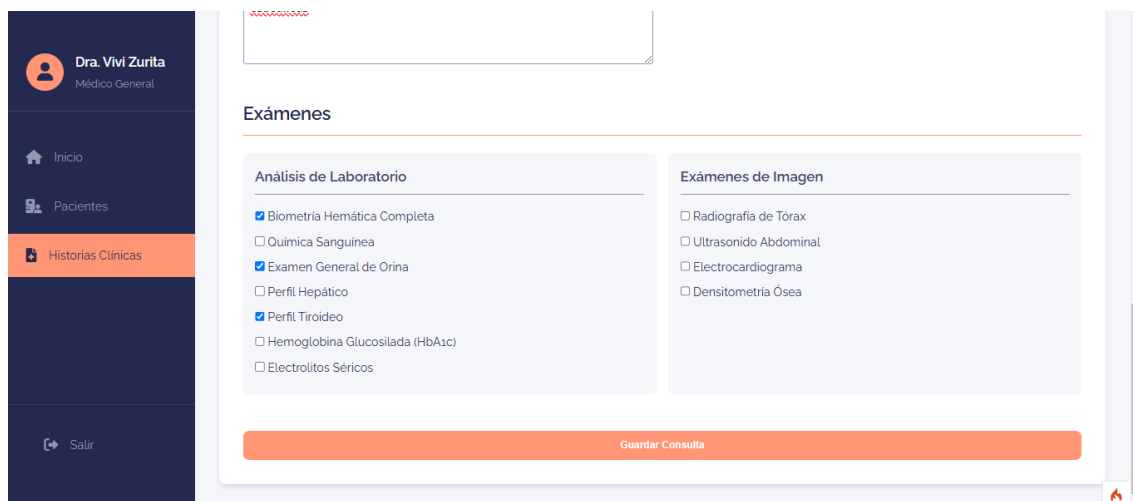 Dra. Vivi Zurita
Médico General
Inicio
Pacientes
Historias Clínicas
Salir
Exámenes
Análisis de Laboratorio
Biometría Hemática Completa
Química Sanguínea
Examen General de Orina
Perfil Hepático
Perfil Tiroideo
Hemoglobina Glucosilada (HbA1c)
Electrolitos Séricos
Exámenes de Imagen
Radiografía de Tórax
Ultrasonido Abdominal
Electrocardiograma
Densitometría Ósea
Guardar Consulta